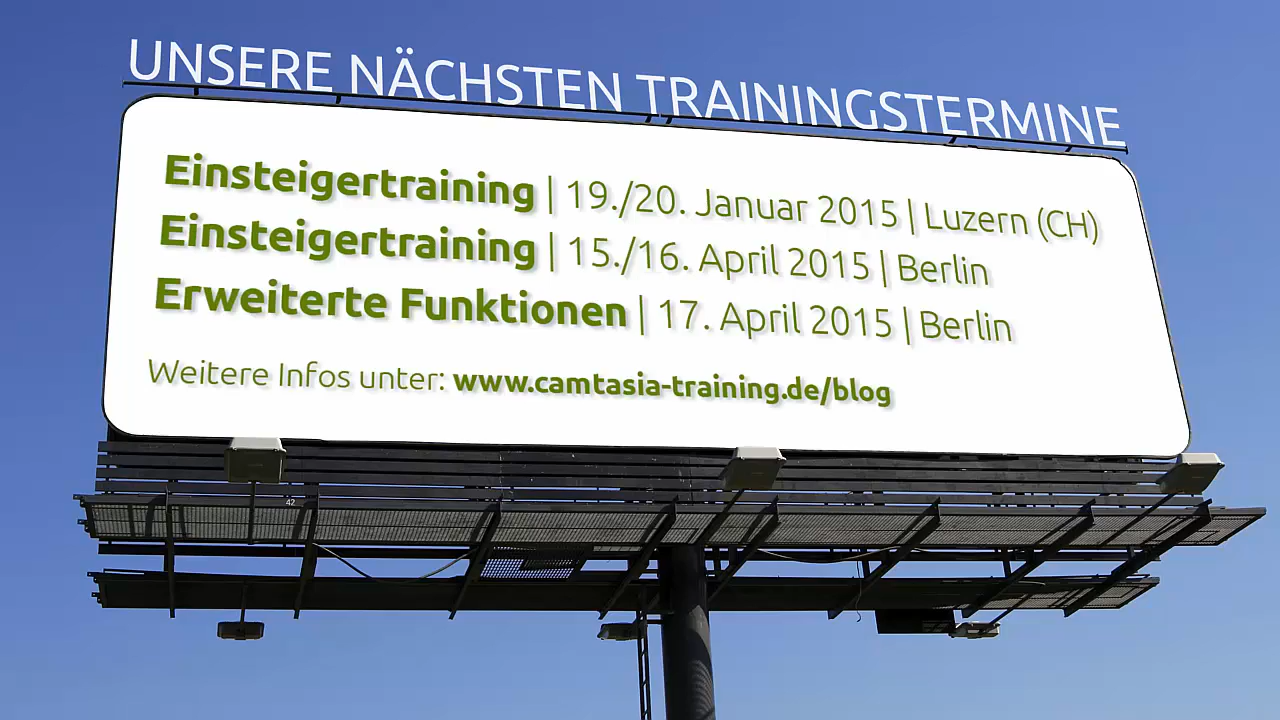 UNSERE NÄCHSTEN TRAININGSTERMINE
Einsteigertraining | 19./20. Januar 2015 | Luzern (CH)
Einsteigertraining | 15./16. April 2015 | Berlin
Erweiterte Funktionen | 17. April 2015 | Berlin
Weitere Infos unter: www.camtasia-training.de/blog
42